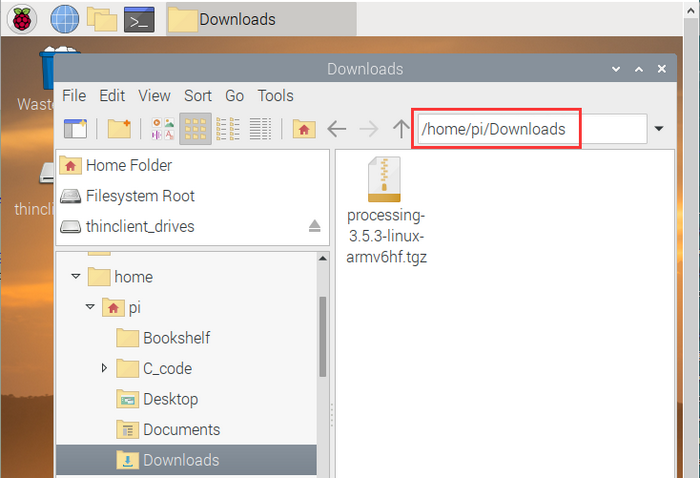 Downloads
Waste
Downloads
File Edit View Sort Go Tools
/home/pi/Downloads
Home Folder
Filesystem Root
thinclient_drives
thinclie
home
pi
Bookshelf
C_code
Desktop
Documents
Downloads
processing-
3.5.3-linux-
armv6hf.tgz